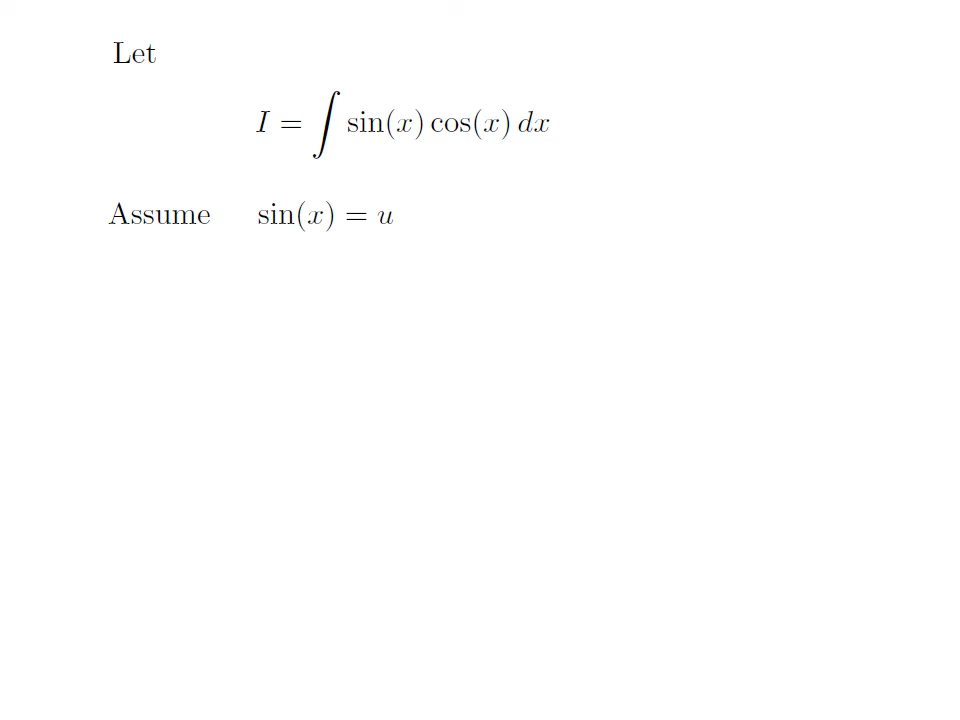 Let
I = ∫ sin(x) cos(x) dx
Assume sin(x) = u